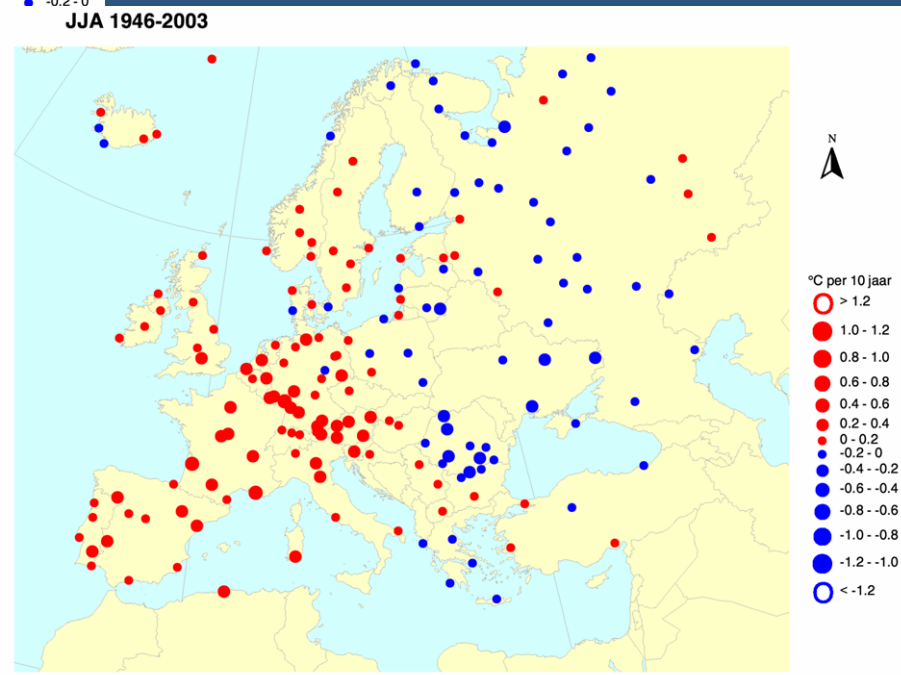 -0.2 - 0
JJA 1946-2003
N
°C per 10 jaar
> 1.2
1.0 - 1.2
0.8 - 1.0
0.6 - 0.8
0.4 - 0.6
0.2 - 0.4
0 - 0.2
-0.2 - 0
-0.4 - -0.2
-0.6 - -0.4
-0.8 - -0.6
-1.0 - -0.8
-1.2 - -1.0
< -1.2